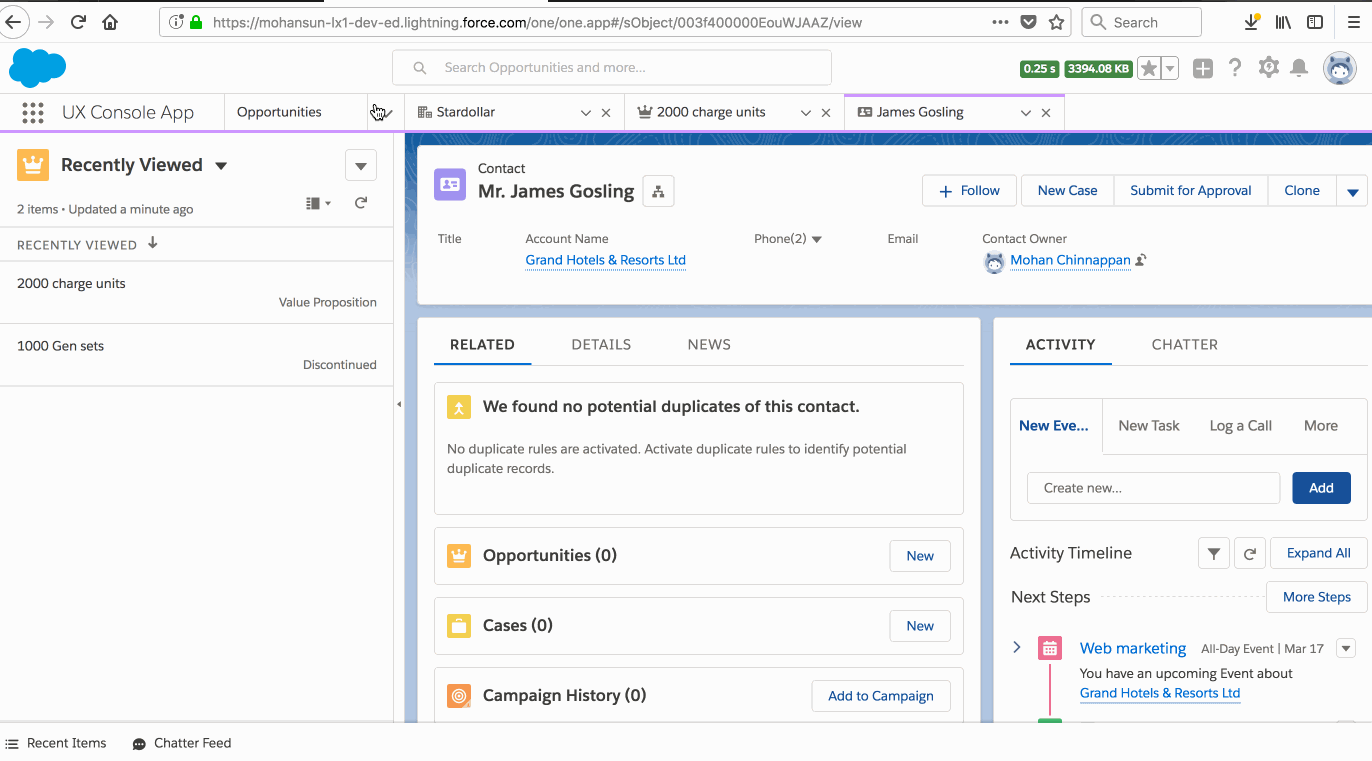 https://mohansun-lx1-dev-ed.lightning.force.com/one/one.app#/sObject/003f400000EouWJAAZ/view
Search
Search Opportunities and more...
0.25 s 3394.08 KB
UX Console App
Opportunities
Stardollar
2000 charge units
James Gosling
Recently Viewed
2 items • Updated a minute ago
RECENTLY VIEWED
2000 charge units
Value Proposition
1000 Gen sets
Discontinued
Contact
Mr. James Gosling
Follow
New Case
Submit for Approval
Clone
Title
Account Name
Grand Hotels & Resorts Ltd
Phone(2)
Email
Contact Owner
Mohan Chinnappan
RELATED
DETAILS
NEWS
We found no potential duplicates of this contact.
No duplicate rules are activated. Activate duplicate rules to identify potential
duplicate records.
Opportunities (0)
New
Cases (0)
New
Campaign History (0)
Add to Campaign
ACTIVITY
CHATTER
New Eve...
New Task
Log a Call
More
Create new...
Add
Activity Timeline
Expand All
Next Steps
More Steps
Web marketing
All-Day Event | Mar 17
You have an upcoming Event about
Grand Hotels & Resorts Ltd
Recent Items
Chatter Feed